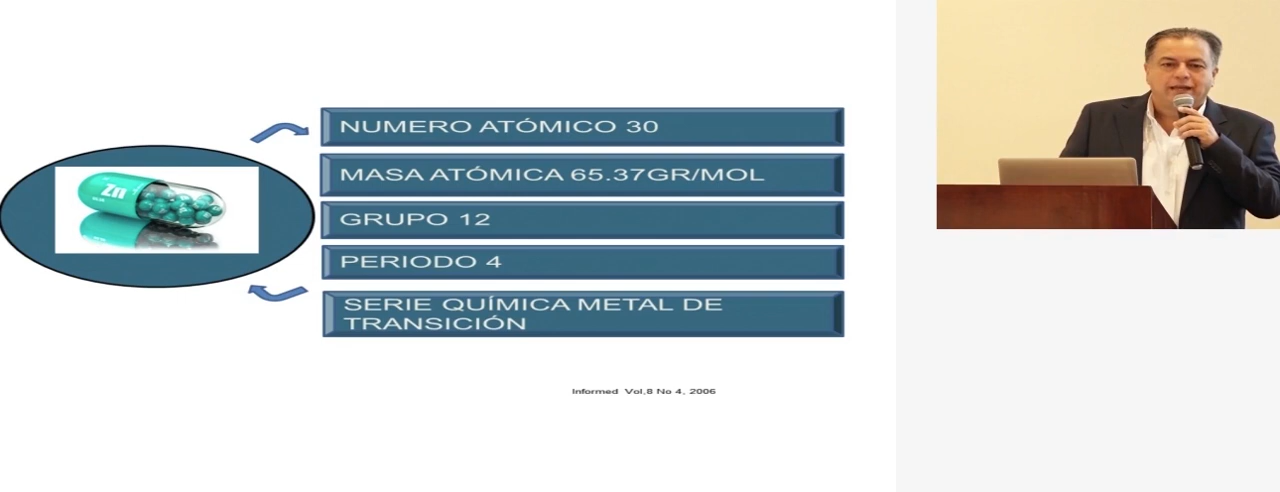 Zn
NUMERO ATÓMICO 30
MASA ATÓMICA 65.37GR/MOL
GRUPO 12
PERIODO 4
SERIE QUÍMICA METAL DE
TRANSICIÓN
Informed Vol,8 No 4, 2006